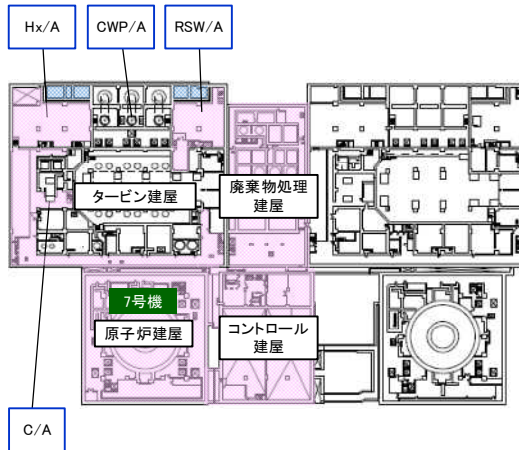 Hx/A
CWP/A
RSW/A
タービン建屋
廃棄物処理
建屋
7号機
原子炉建屋
コントロール
建屋
C/A